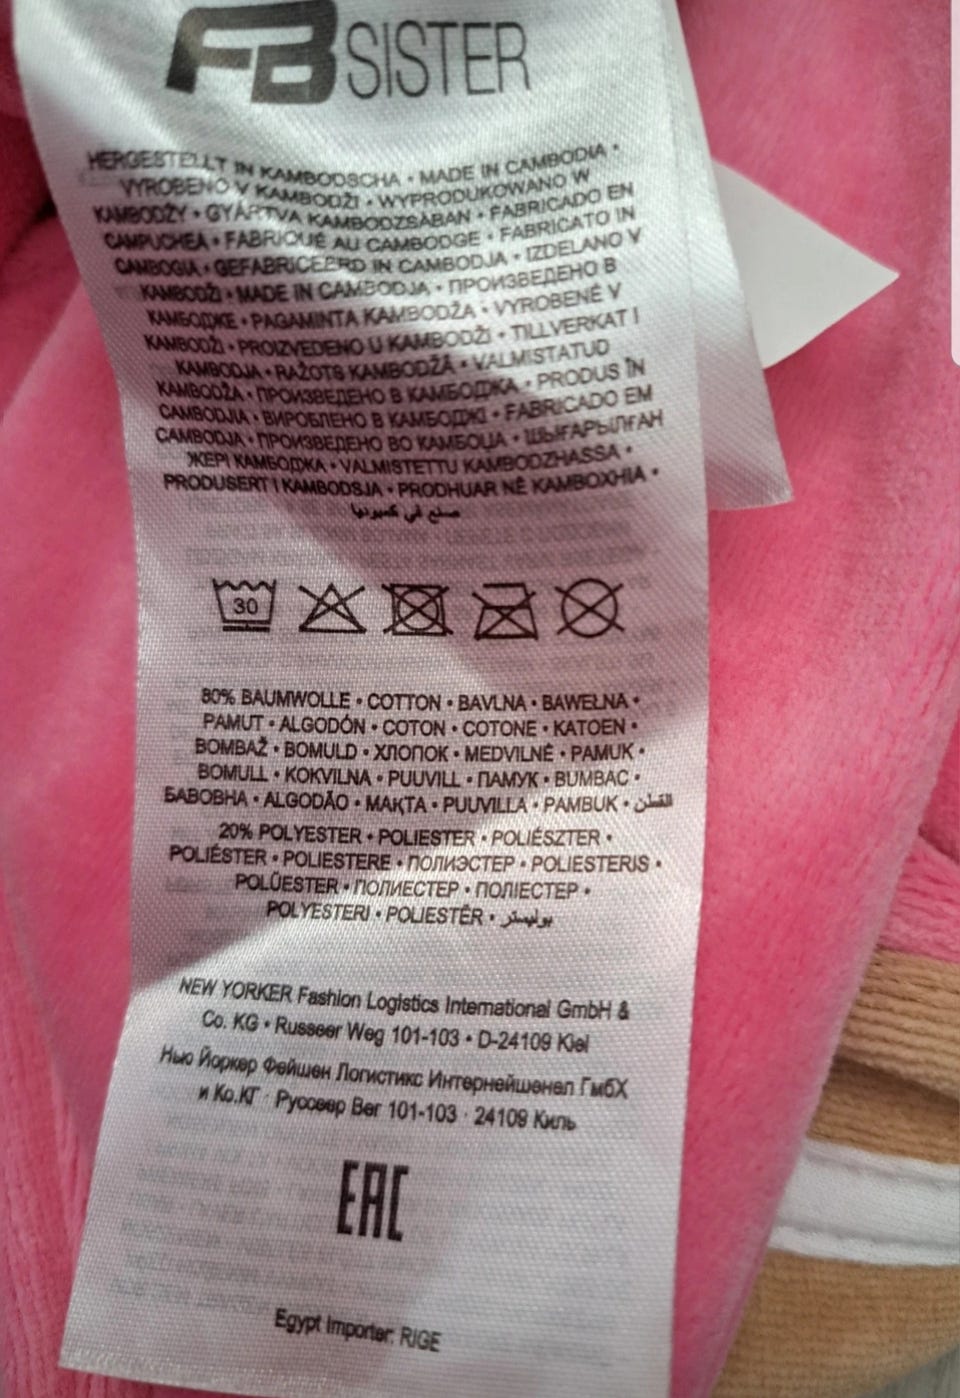 FB SISTER
HERGESTELLT IN KAMBODSCHA • MADE IN CAMBODIA •
VYROBENO V KAMBODŽI • WYPRODUKOWANO W
KAMBODŻY • GYÁRTVA KAMBODZSÁBAN • FABRICADO EN
CAMPUCHEA • FABRIQUÉ AU CAMBODGE • FABRICATO IN
CAMBOGIA • GEFABRICEERD IN CAMBODJA • IZDELANO V
KAMBODŽI • MADE IN CAMBODJA • ПРОИЗВЕДЕНО В
КАМБОДЖЕ • PAGAMINTA KAMBODŽA • VYROBENÉ V
KAMBODŽI • PROIZVEDENO U KAMBODŽI • TILLVERKAT I
KAMBODJA • RAŽOTS KAMBODŽĀ • VALMISTATUD
KAMBODŽA • ПРОИЗВЕДЕНО В КАМБОДЖА • PRODUS ÎN
CAMBODJIA • ВИРОБЛЕНО В КАМБОДЖІ • FABRICADO EM
CAMBODJA • ПРОИЗВЕДЕНО ВО КАМБОЏА • ШЫҒАРЫЛҒАН
ЖЕРІ КАМБОДЖА • VALMISTETTU KAMBODZHASSA •
PRODUSERT I KAMBODSJA • PRODHUAR NË KAMBOXHIA •
صنع في كمبوديا
30
80% BAUMWOLLE • COTTON • BAVLNA • BAWEŁNA •
PAMUT • ALGODÓN • COTON • COTONE • KATOEN •
BOMBAŽ • BOMULD • ХЛОПОК • MEDVILNĖ • PAMUK •
BOMULL • KOKVILNA • PUUVILL • ПАМУК • BUMBAC •
БАВОВНА • ALGODÃO • МАҚТА • PUUVILLA • PAMBUK • القطن
20% POLYESTER • POLIESTER • POLIÉSZTER •
POLIÉSTER • POLIESTERE • ПОЛИЭСТЕР • POLIESTERIS •
POLÜESTER • ПОЛИЕСТЕР • ПОЛІЕСТЕР •
POLYESTERI • POLIESTËR • بوليستر
NEW YORKER Fashion Logistics International GmbH &
Co. KG • Russeer Weg 101-103 • D-24109 Kiel
Нью Йоркер Фейшен Логистикс Интернейшенел ГмбХ
и Ко.КГ · Руссеер Вег 101-103 · 24109 Киль
EAC
Egypt Importer: RIGE